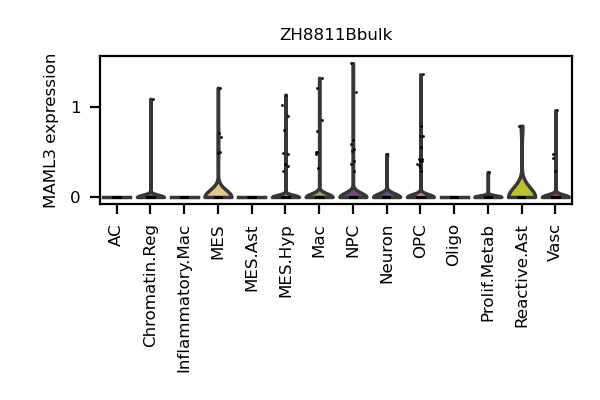 ZH8811Bbulk
MAML3 expression
1
0
AC
Chromatin.Reg
Inflammatory.Mac
MES
MES.Ast
MES.Hyp
Mac
NPC
Neuron
OPC
Oligo
Prolif.Metab
Reactive.Ast
Vasc